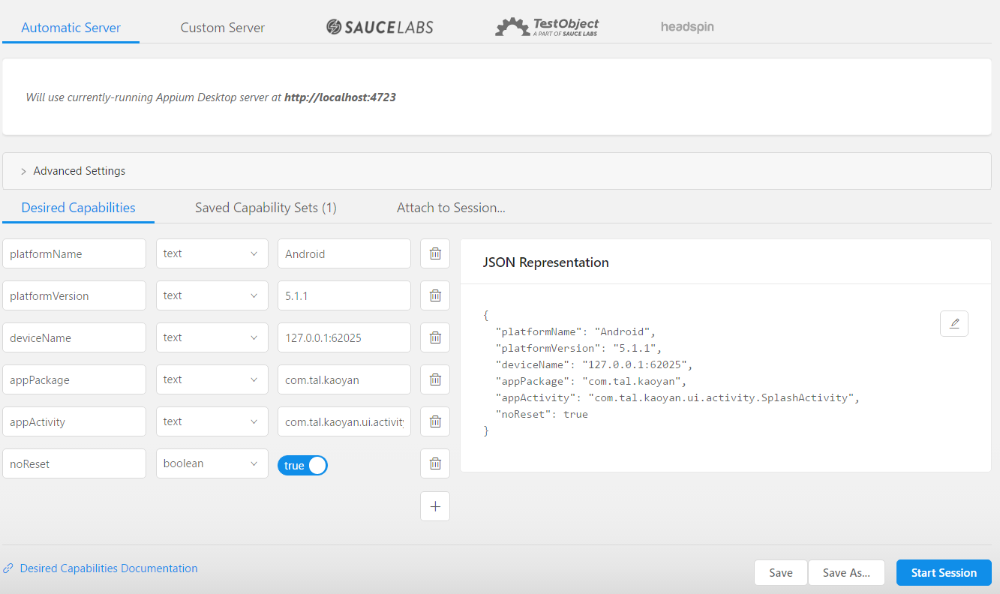 Automatic Server
Custom Server
SAUCELABS
TestObject
A PART OF SAUCE LABS
headspin
Will use currently-running Appium Desktop server at http://localhost:4723
Advanced Settings
Desired Capabilities
Saved Capability Sets (1)
Attach to Session...
platformName text Android
platformVersion text 5.1.1
deviceName text 127.0.0.1:62025
appPackage text com.tal.kaoyan
appActivity text com.tal.kaoyan.ui.activity
noReset boolean true
JSON Representation
{
"platformName": "Android",
"platformVersion": "5.1.1",
"deviceName": "127.0.0.1:62025",
"appPackage": "com.tal.kaoyan",
"appActivity": "com.tal.kaoyan.ui.activity.SplashActivity",
"noReset": true
}
Desired Capabilities Documentation
Save
Save As...
Start Session